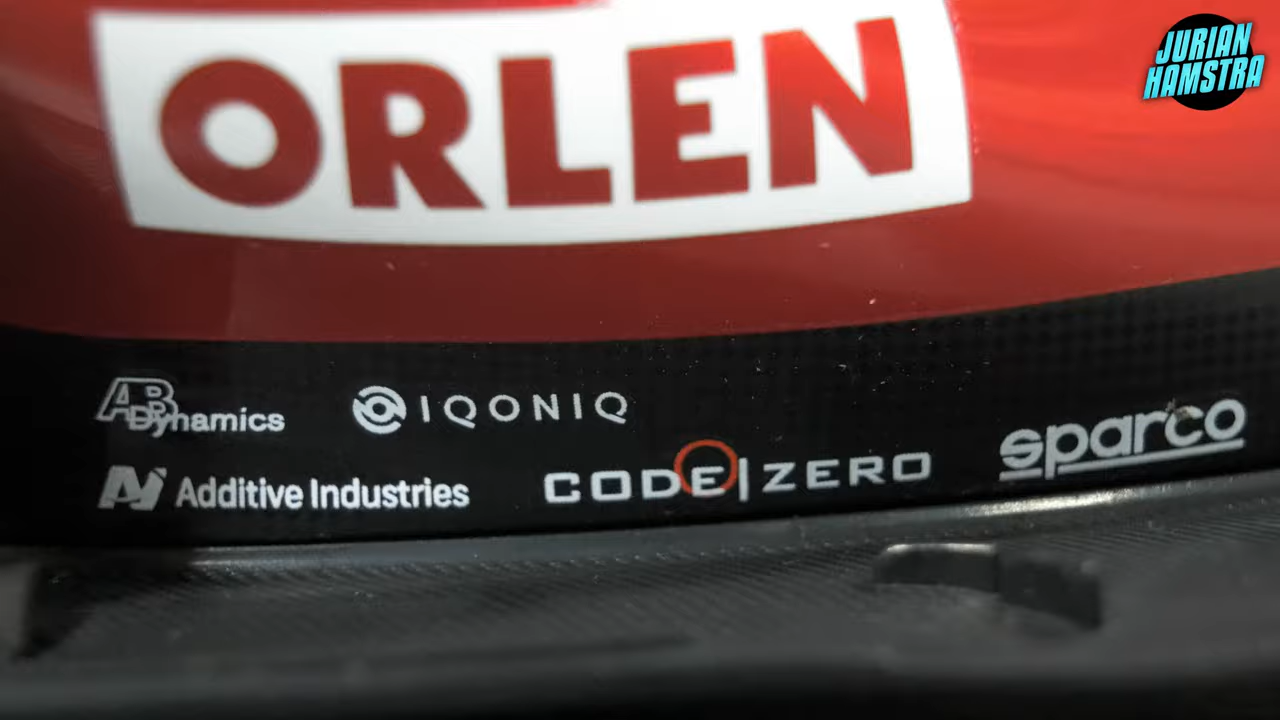 ORLEN
JURIAN
HAMSTRA
AB
Dynamics
IQONIQ
Additive Industries
CODE|ZERO
sparco